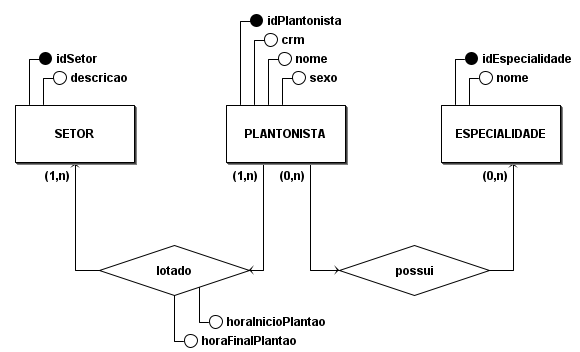 idPlantonista
crm
nome
sexo
idSetor
descricao
idEspecialidade
nome
SETOR
PLANTONISTA
ESPECIALIDADE
(1,n)
(1,n)
(0,n)
(0,n)
lotado
possui
horaInicioPlantao
horaFinalPlantao